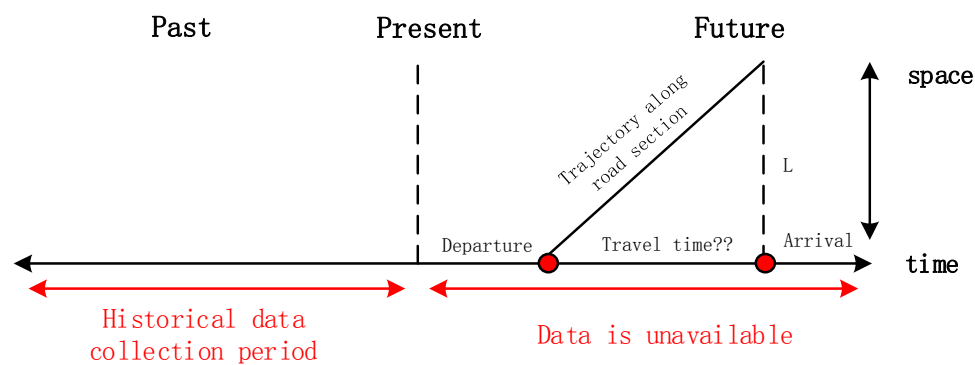 Past
Present
Future
space
Trajectory along
road section
L
Departure
Travel time??
Arrival
time
Historical data
collection period
Data is unavailable